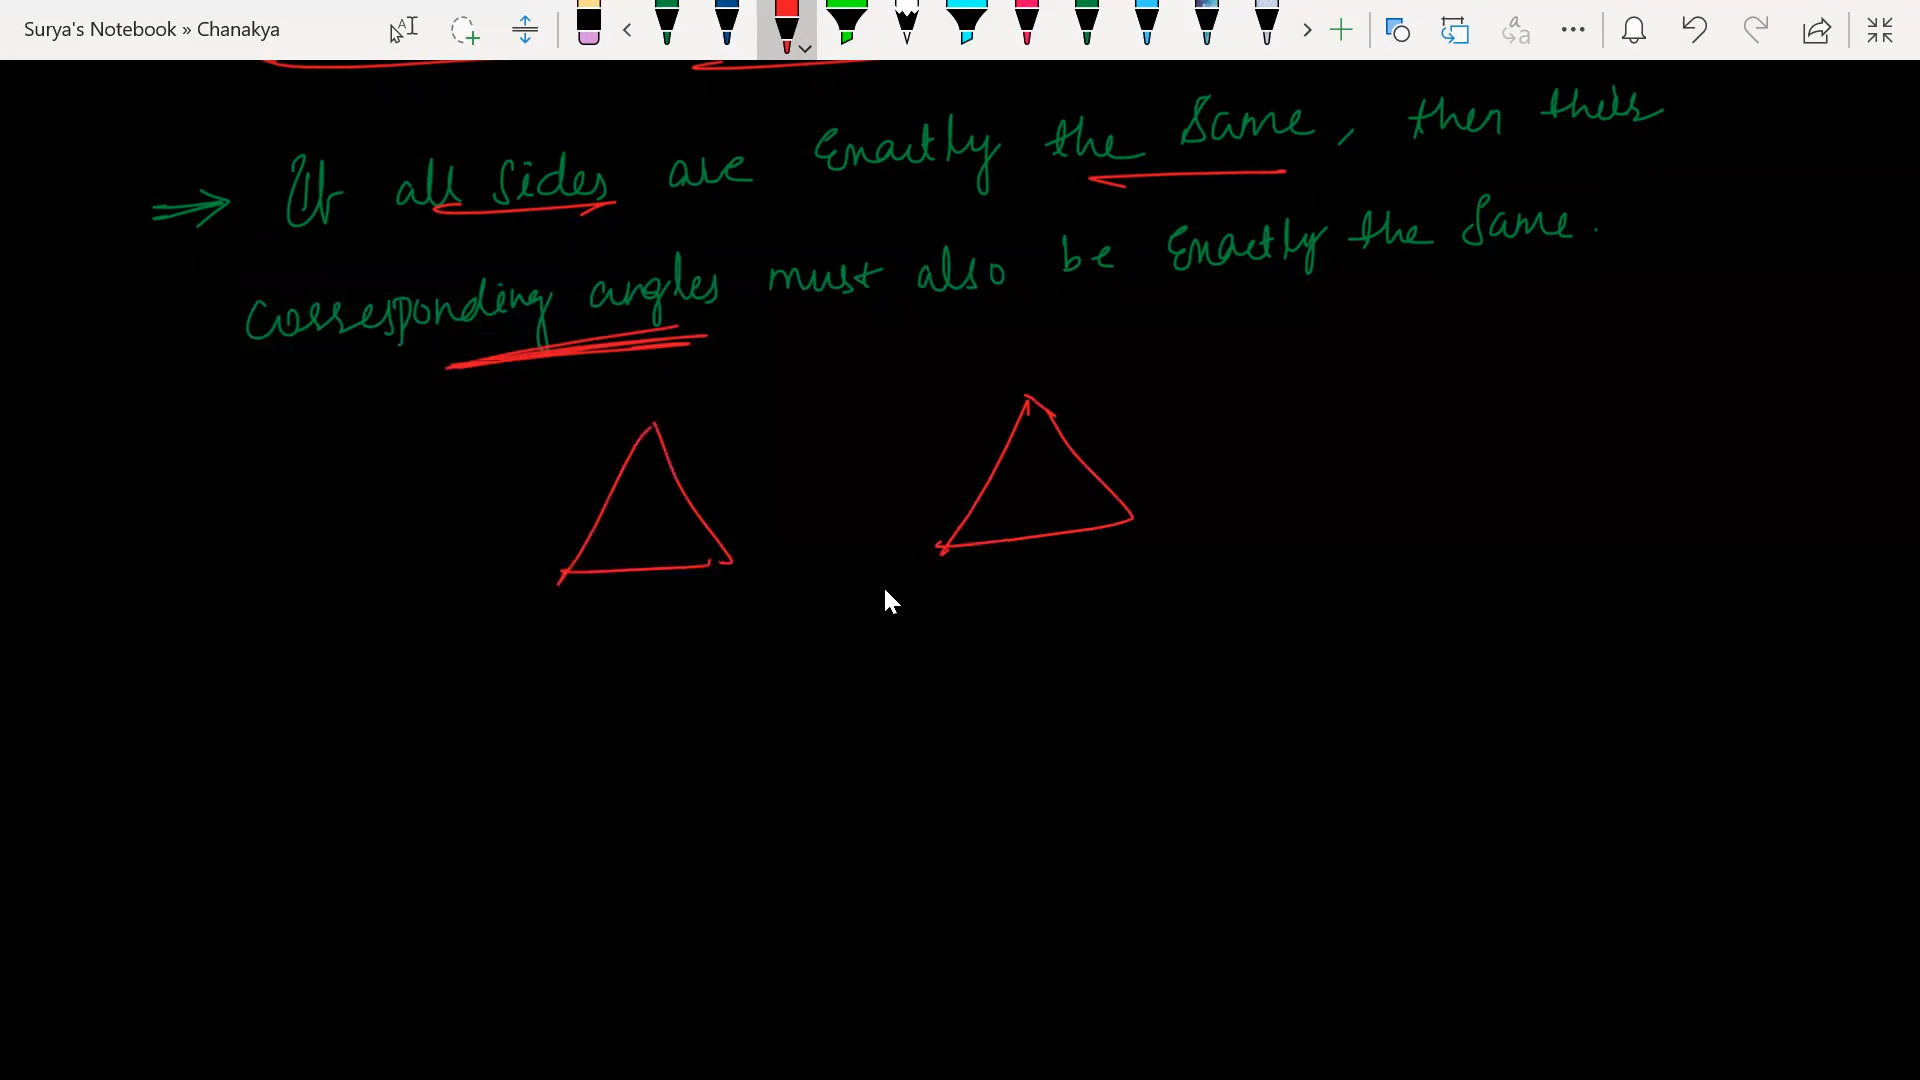 Surya's Notebook » Chanakya
⇒ If all sides are Exactly the Same, then their
corresponding angles must also be Exactly the Same.